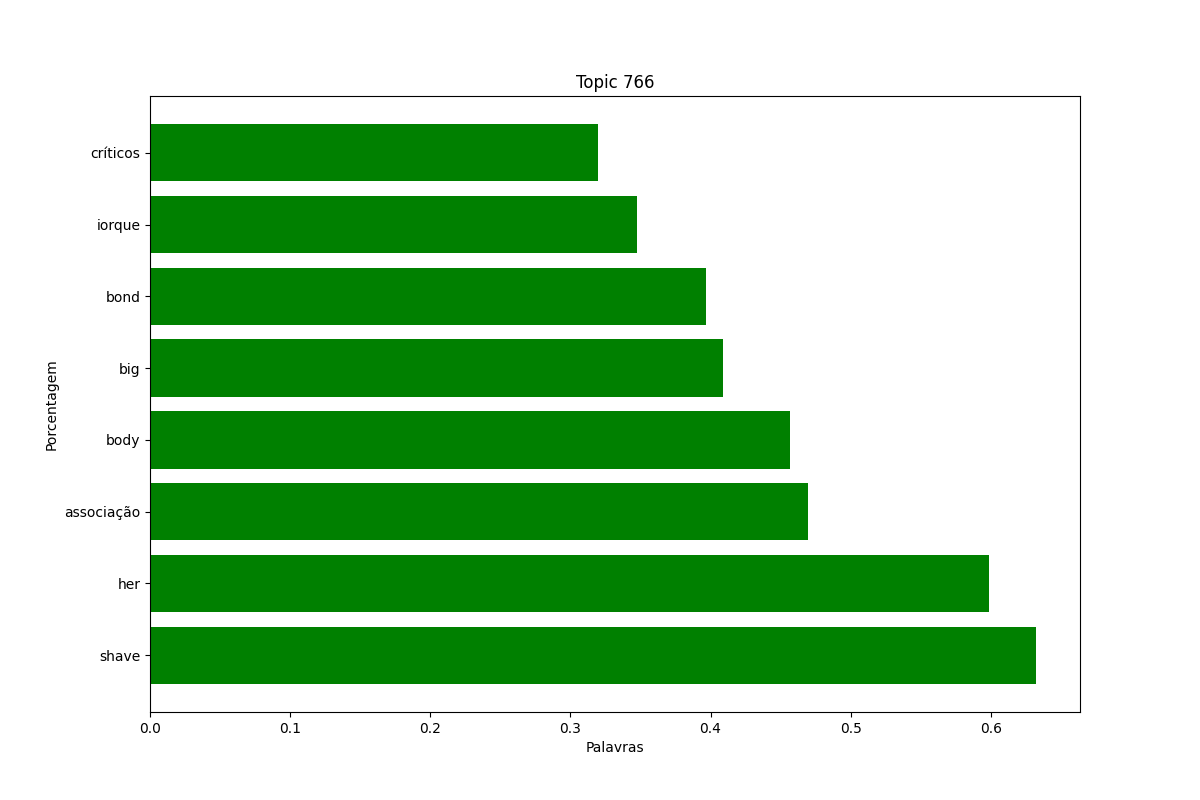 Topic 766
críticos
iorque
bond
big
body
associação
her
shave
Porcentagem
0.0 0.1 0.2 0.3 0.4 0.5 0.6
Palavras